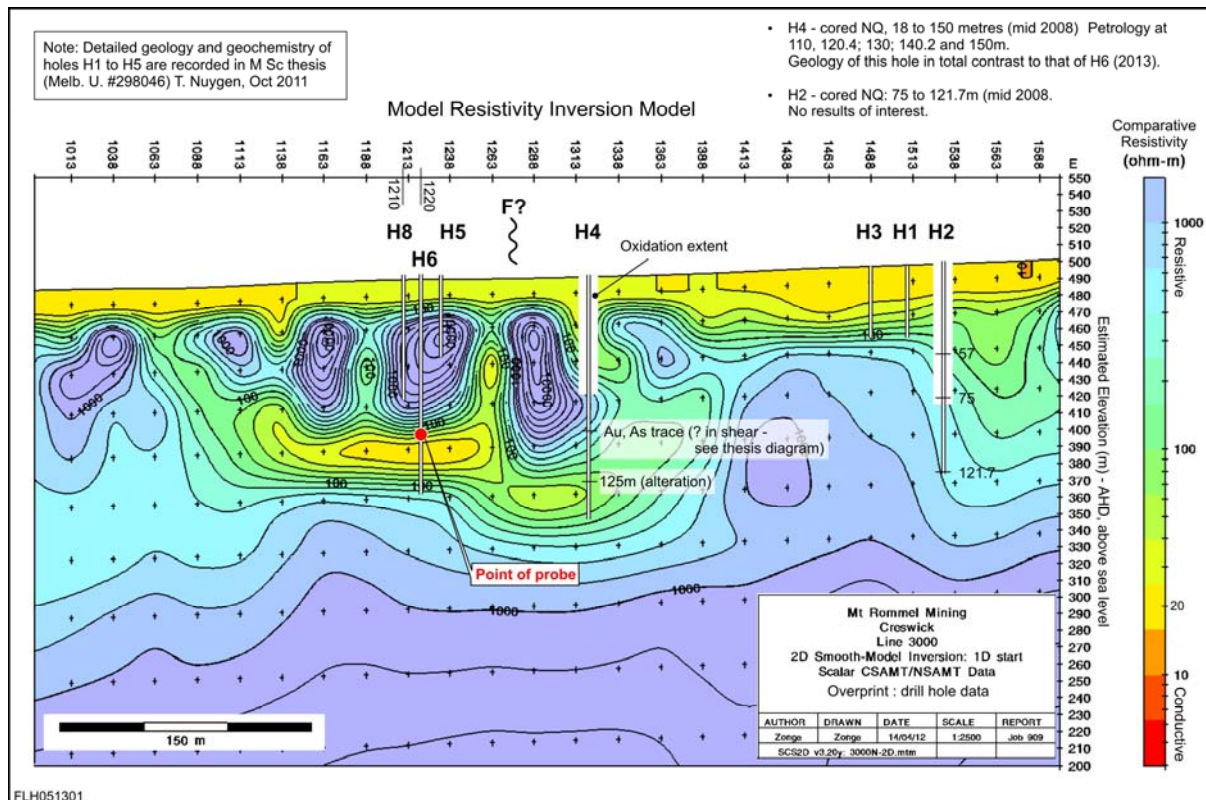 Note: Detailed geology and geochemistry of
holes H1 to H5 are recorded in M Sc thesis
(Melb. U. #298046) T. Nuygen, Oct 2011
• H4 - cored NQ, 18 to 150 metres (mid 2008) Petrology at
110, 120.4; 130; 140.2 and 150m.
Geology of this hole in total contrast to that of H6 (2013).
• H2 - cored NQ: 75 to 121.7m (mid 2008.
No results of interest.
Model Resistivity Inversion Model
Comparative
Resistivity
(ohm-m)
1013 1038 1063 1088 1113 1163 1188 1213 1238 1263 1288 1313 1338 1363 1388 1413 1438 1463 1488 1513 1538 1563 1588 E
1210 1220
F?
H8 H5 H4 H3 H1 H2
H6
Oxidation extent
550
530
520
510
500
490
480
470
460
450
440
430
420
410
400
390
380
370
360
350
340
330
320
310
300
290
280
270
260
250
240
235
220
210
200
Estimated Elevation (m) - AHD, above sea level
1000
Resistive
100
20
10
Conductive
100
100
1000
1000
1000
100
100
100
100
1000
1000
57
75
121.7
Au, As trace (? in shear -
see thesis diagram)
125m (alteration)
Point of probe
150 m
Mt Rommel Mining
Creswick
Line 3000
2D Smooth-Model Inversion: 1D start
Scalar CSAMT/NSAMT Data
Overprint : drill hole data
AUTHOR DRAWN DATE SCALE REPORT
Zonge Zonge 14/04/12 1:2500 Job 909
SCS2D v3.20y: 3000N-2D.mtm
FLH051301